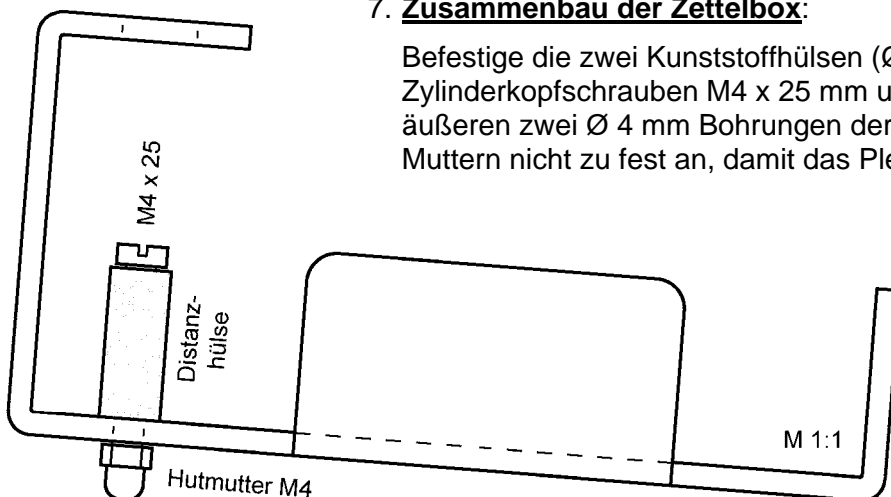 7. Zusammenbau der Zettelbox:
Befestige die zwei Kunststoffhülsen (Ø
Zylinderkopfschrauben M4 x 25 mm u
äußeren zwei Ø 4 mm Bohrungen der
Muttern nicht zu fest an, damit das Ple
M4 x 25
Distanz-
hülse
M 1:1
Hutmutter M4